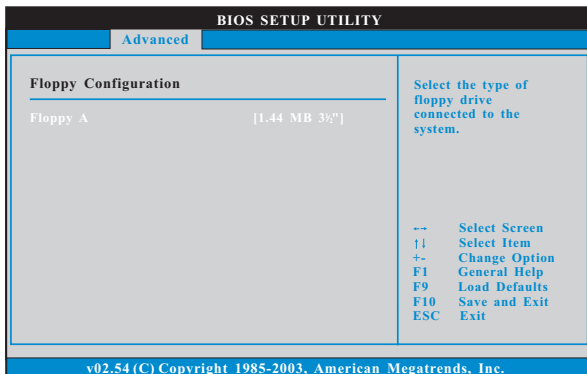 BIOS SETUP UTILITY
Advanced
Floppy Configuration
Floppy A [1.44 MB 3½"]
Select the type of
floppy drive
connected to the
system.
←→ Select Screen
↑↓ Select Item
+- Change Option
F1 General Help
F9 Load Defaults
F10 Save and Exit
ESC Exit
v02.54 (C) Copyright 1985-2003, American Megatrends, Inc.